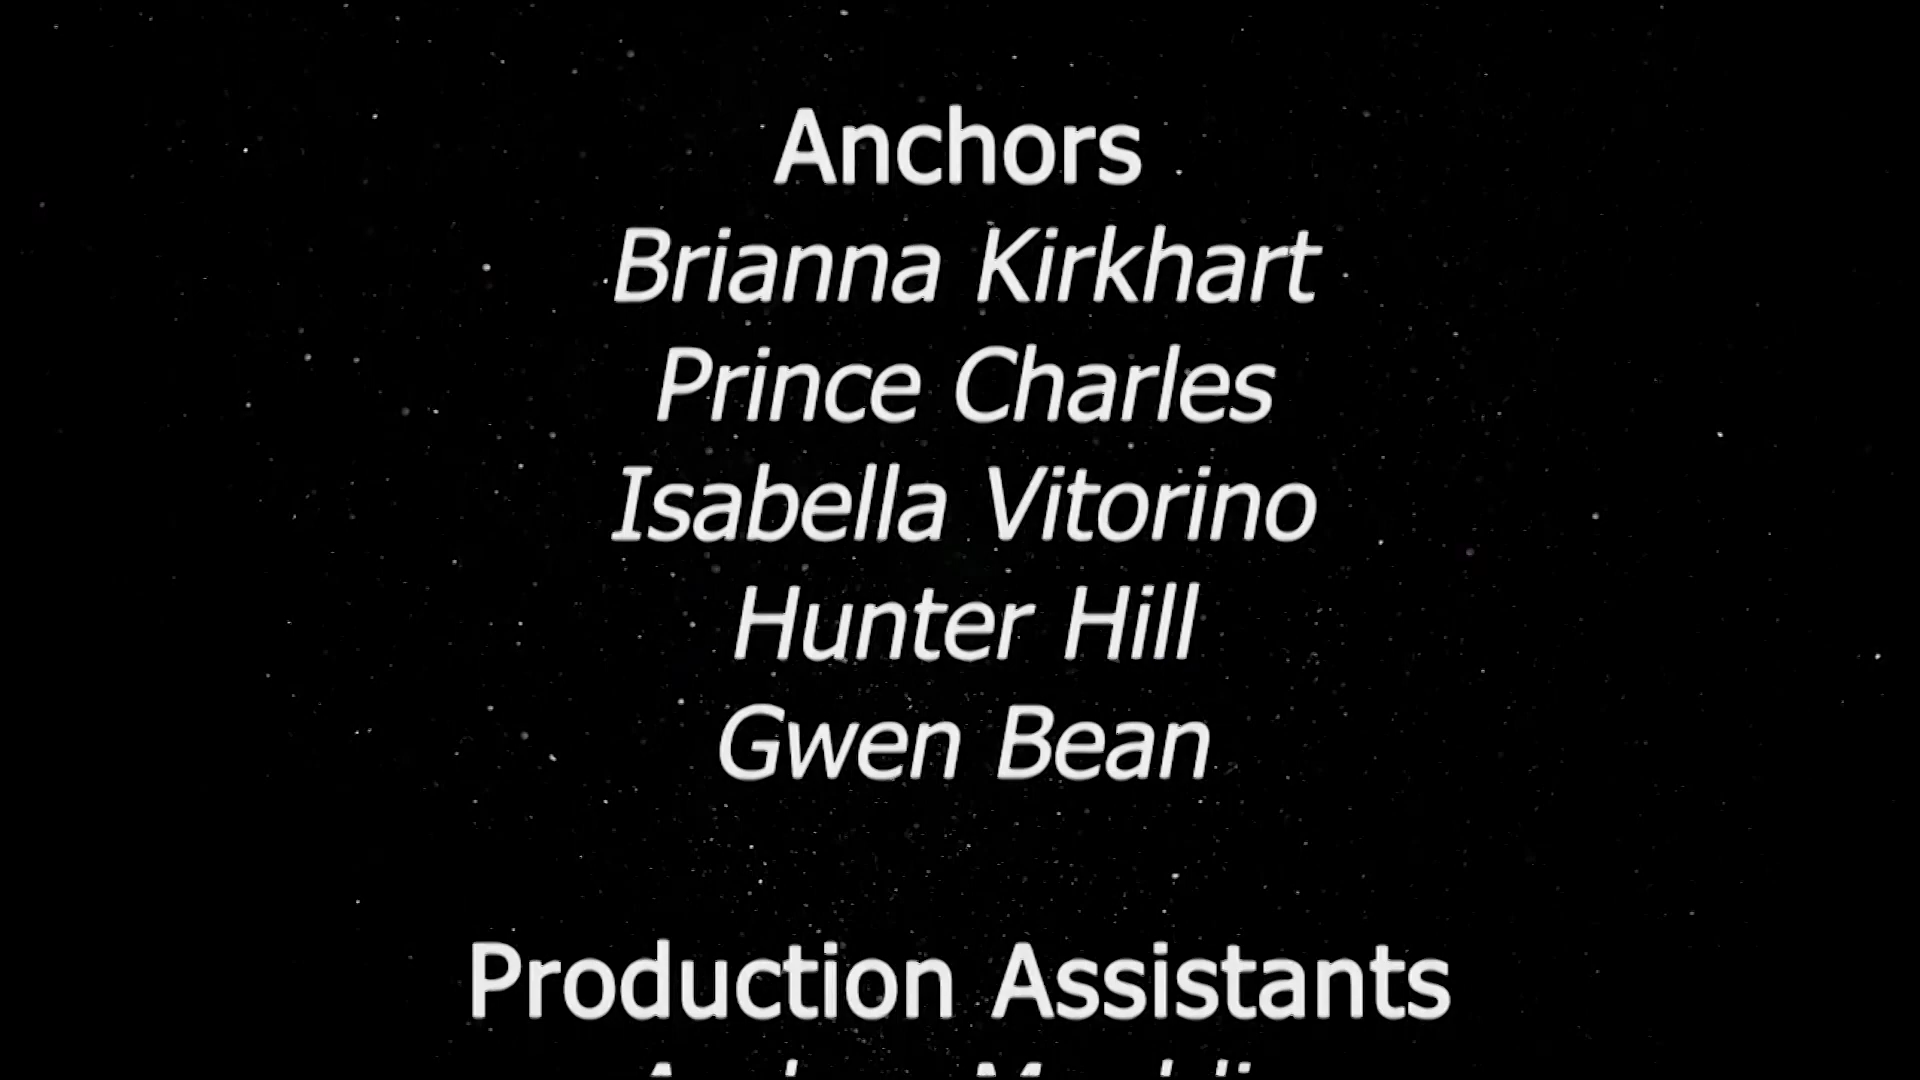 Anchors
Brianna Kirkhart
Prince Charles
Isabella Vitorino
Hunter Hill
Gwen Bean
Production Assistants